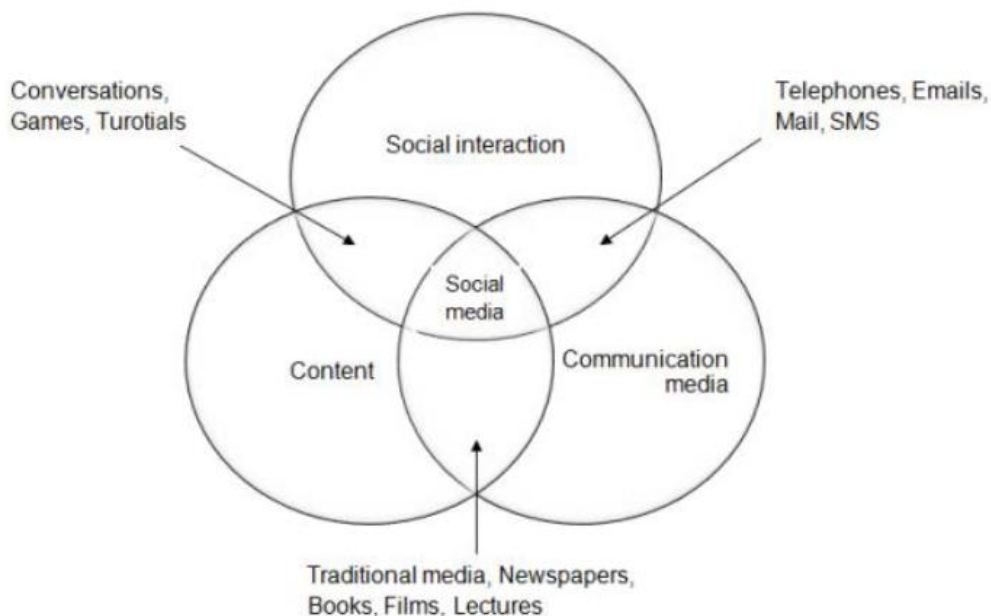 Conversations,
Games, Turotials
Telephones, Emails,
Mail, SMS
Social interaction
Social
media
Content
Communication
media
Traditional media, Newspapers,
Books, Films, Lectures